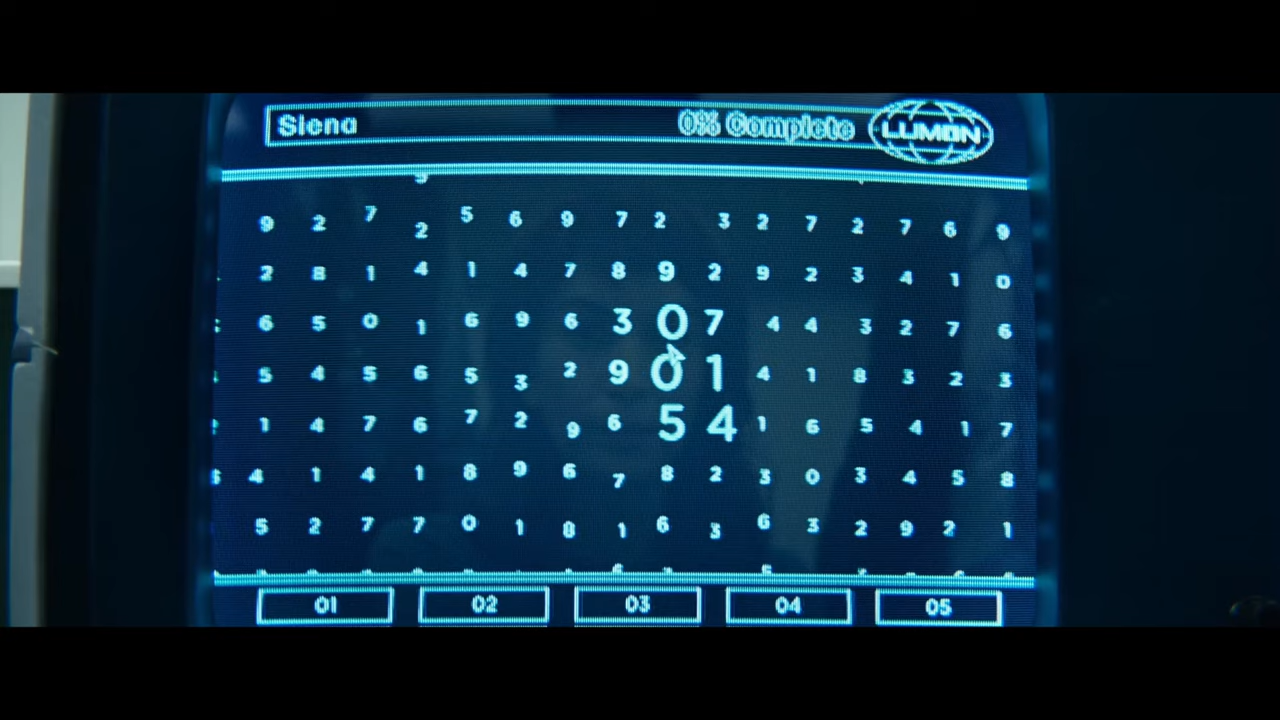 Siena 0% Complete LUMON
9 2 7 2 5 6 9 7 2 3 2 7 2 7 6 9
2 8 1 4 1 4 7 8 9 2 9 2 3 4 1 0
6 5 0 1 6 9 6 3 0 7 4 4 3 2 7 6
5 4 5 6 5 3 2 9 0 1 4 1 8 3 2 3
1 4 7 6 7 2 9 6 5 4 1 6 5 4 1 7
4 1 4 1 8 9 6 7 8 2 3 0 3 4 5 8
5 2 7 7 0 1 8 1 6 3 6 3 2 9 2 1
01 02 03 04 05